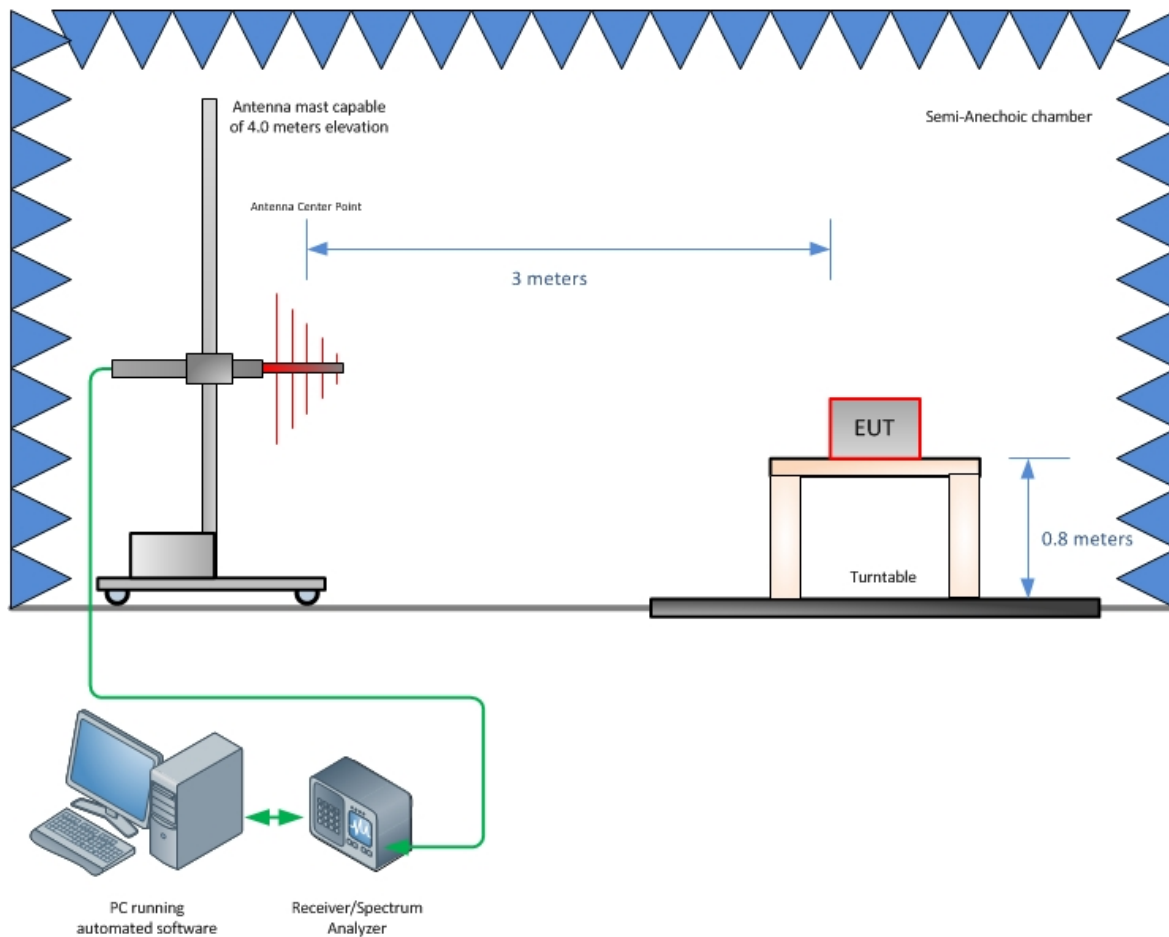 Antenna mast capable
of 4.0 meters elevation
Semi-Anechoic chamber
Antenna Center Point
3 meters
EUT
0.8 meters
Turntable
PC running
automated software
Receiver/Spectrum
Analyzer